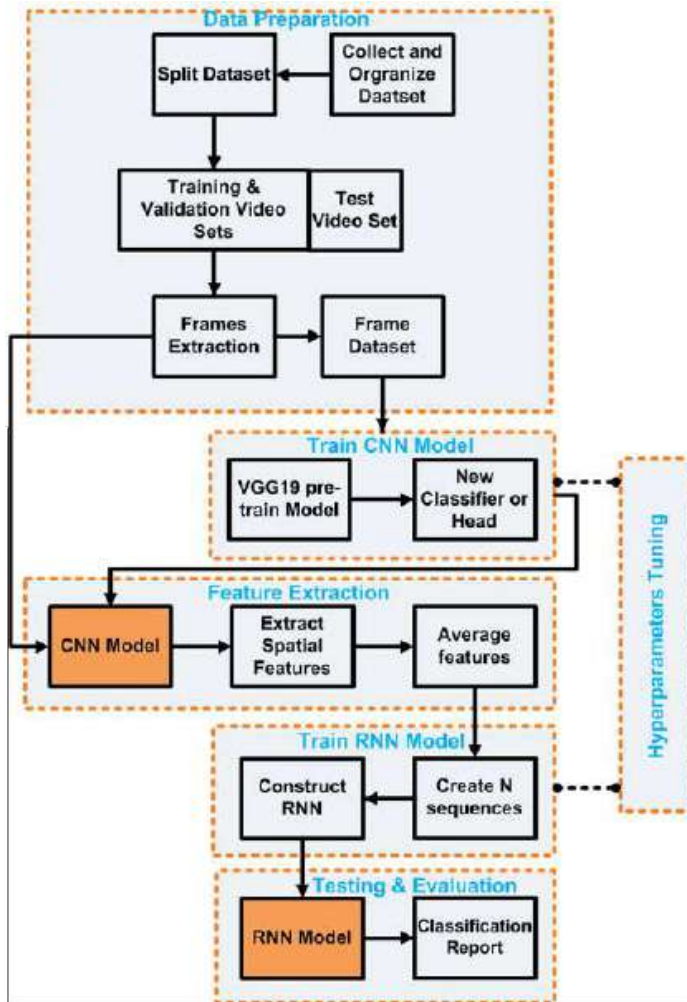 Data Preparation
Split Dataset
Collect and
Orgranize
Daatset
Training &
Validation Video
Sets
Test
Video Set
Frames
Extraction
Frame
Dataset
Train CNN Model
VGG19 pre-
train Model
New
Classifier or
Head
Hyperparameters Tuning
Feature Extraction
CNN Model
Extract
Spatial
Features
Average
features
Train RNN Model
Construct
RNN
Create N
sequences
Testing & Evaluation
RNN Model
Classification
Report